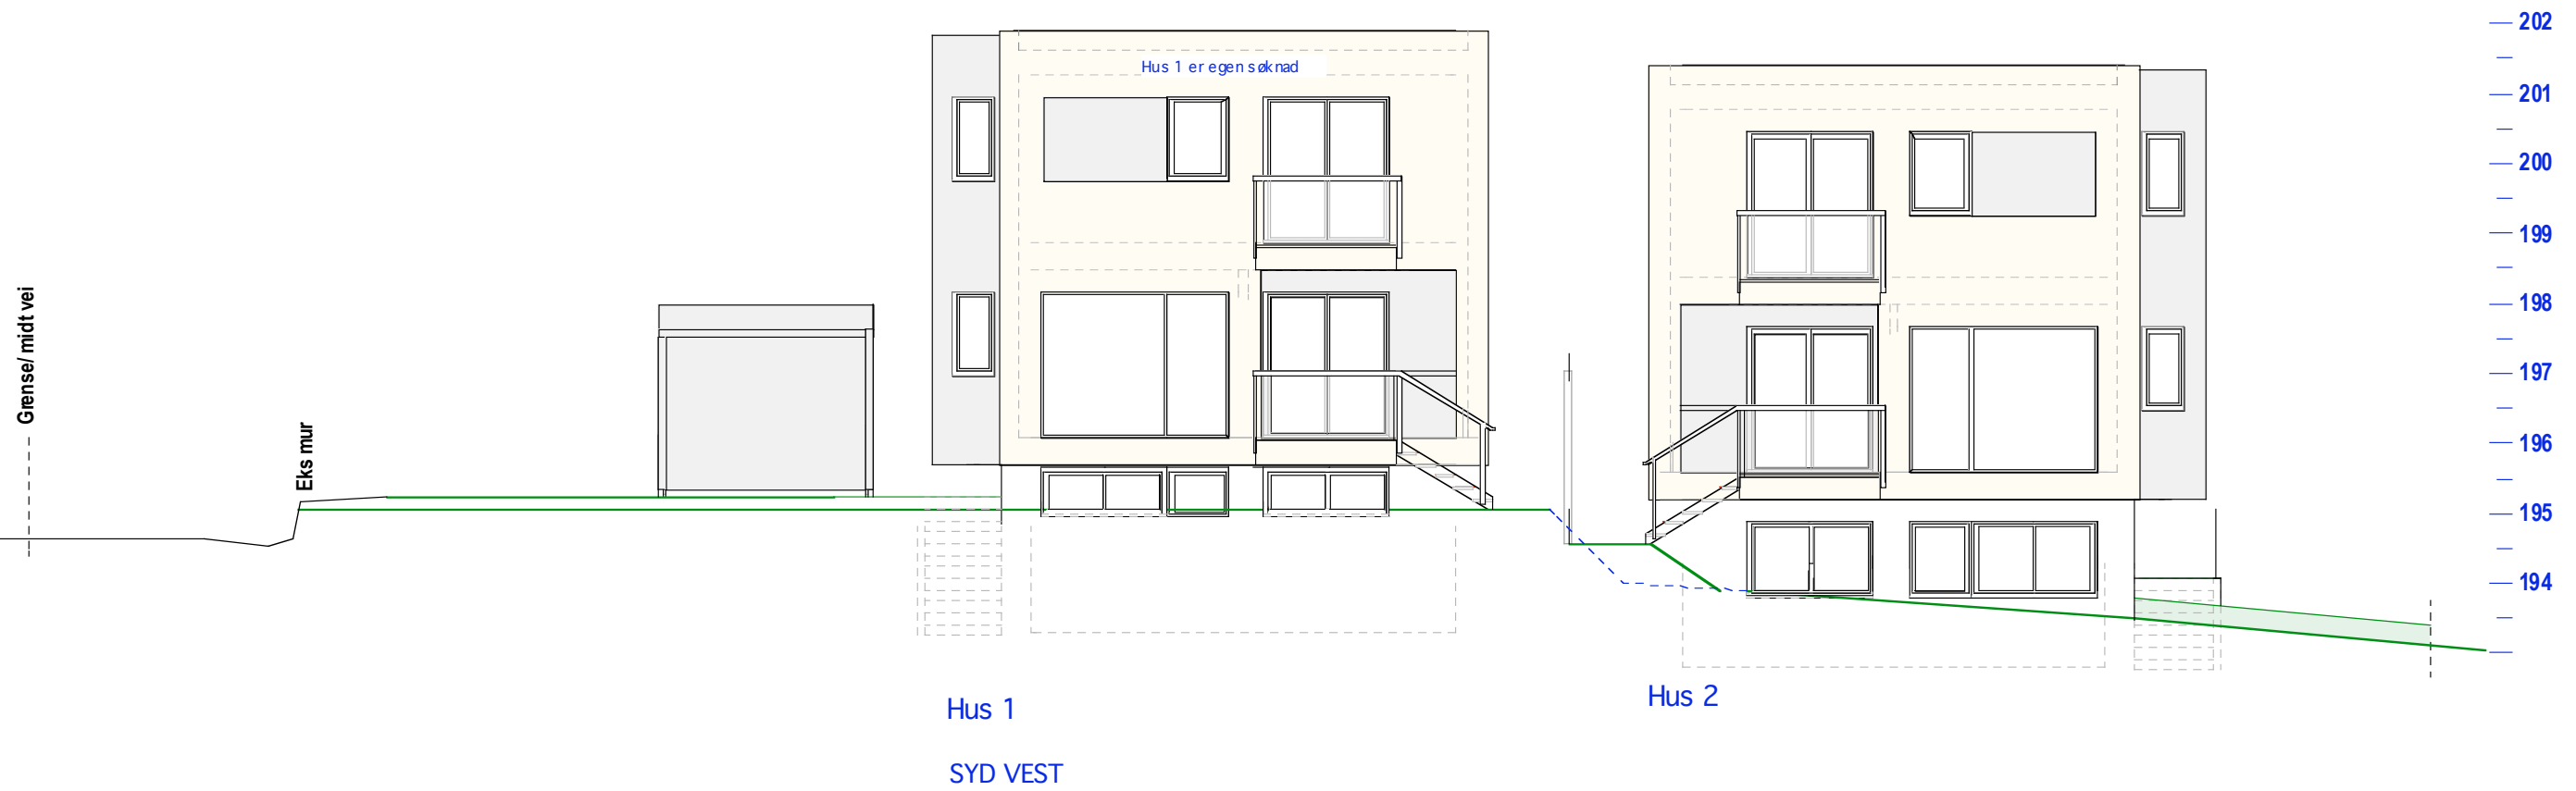 Hus 1 er egen søknad
202
201
200
199
198
197
196
195
194
Grense/ midt vei
Eks mur
Hus 1
Hus 2
SYD VEST